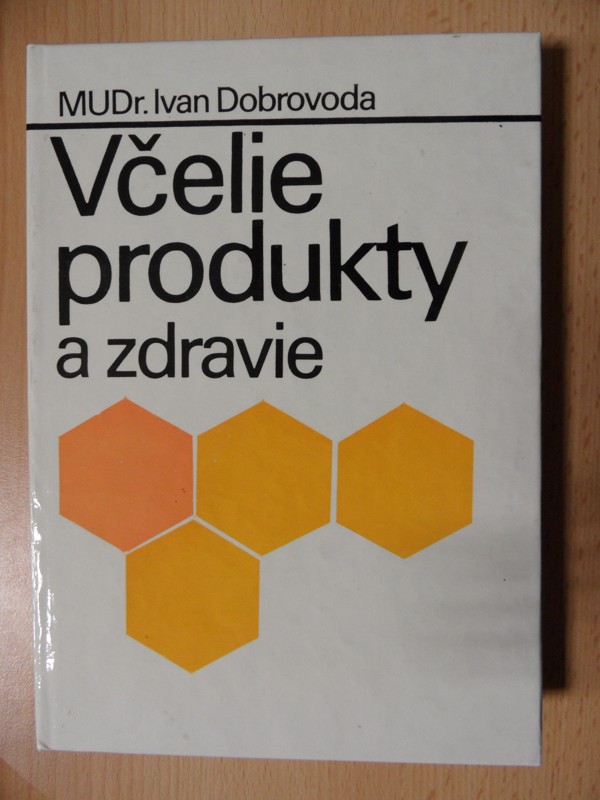 MUDr. Ivan Dobrovoda
Včelie
produkty
a zdravie